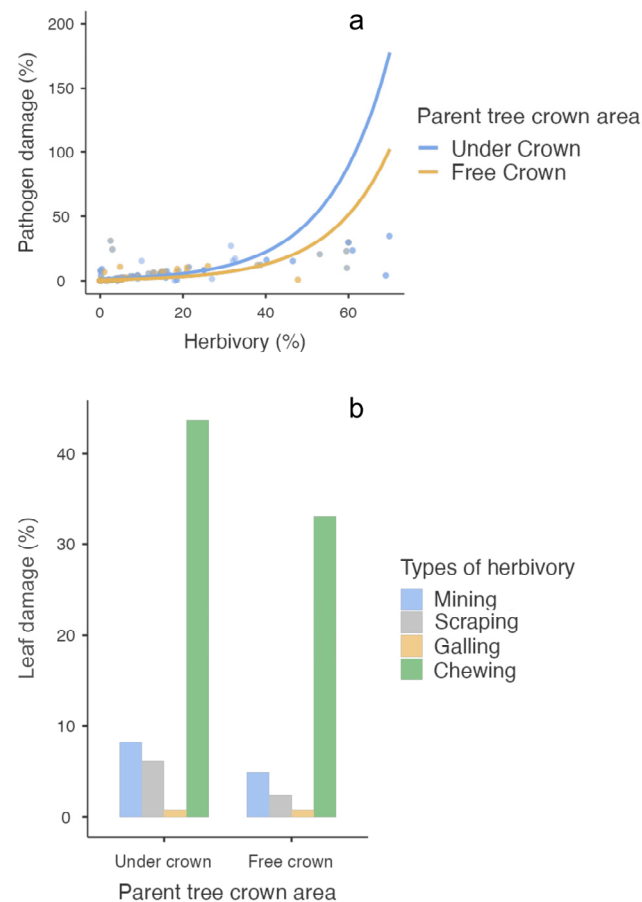 a
200
150
100
50
0
Pathogen damage (%)
0
20
40
60
Herbivory (%)
Parent tree crown area
Under Crown
Free Crown
b
40
30
20
10
0
Leaf damage (%)
Under crown
Free crown
Parent tree crown area
Types of herbivory
Mining
Scraping
Galling
Chewing